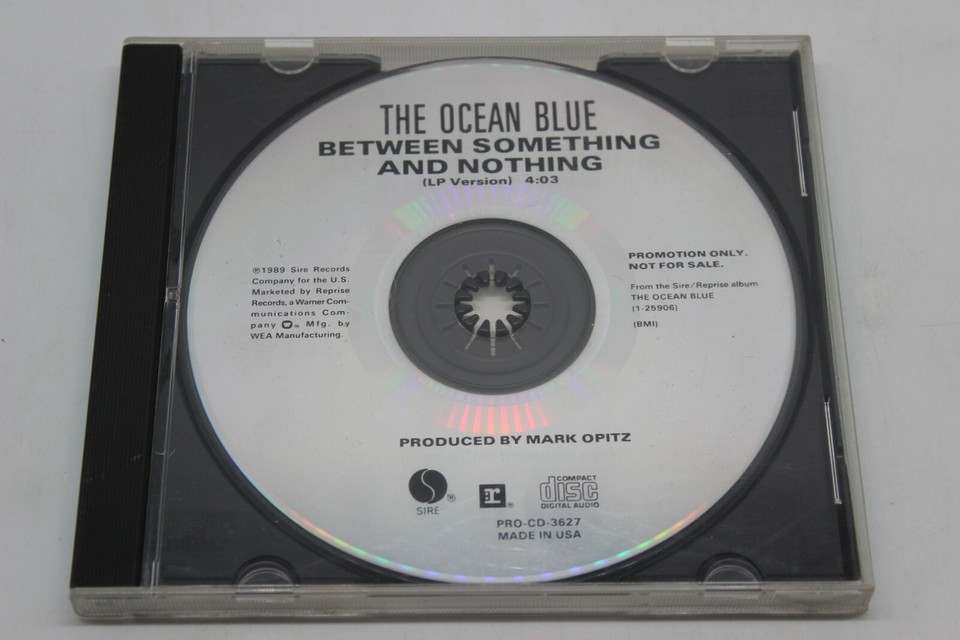 THE OCEAN BLUE
BETWEEN SOMETHING
AND NOTHING
(LP Version) 4:03
℗1989 Sire Records
Company for the U.S.
Marketed by Reprise
Records, a Warner Com-
munications Com-
pany ®. Mfg. by
WEA Manufacturing.
PROMOTION ONLY.
NOT FOR SALE.
From the Sire/Reprise album
THE OCEAN BLUE
(1-25906)
(BMI)
PRODUCED BY MARK OPITZ
SIRE ®
r ®
COMPACT
disc
DIGITAL AUDIO
PRO-CD-3627
MADE IN USA